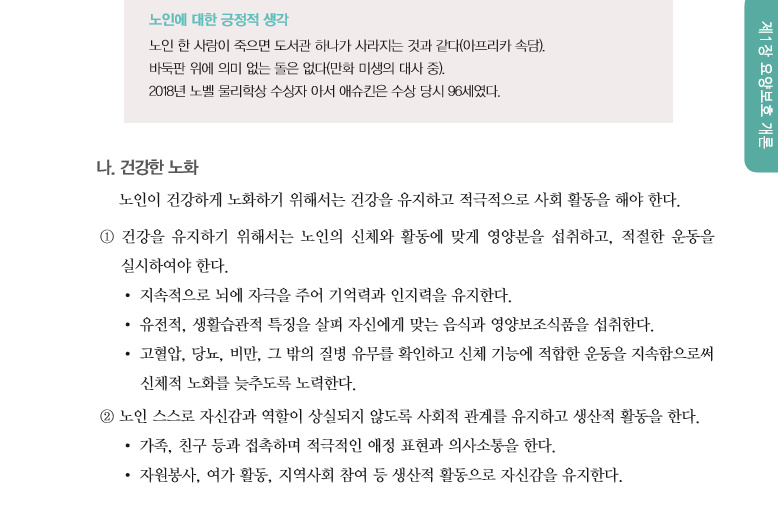 노인에 대한 긍정적 생각
노인 한 사람이 죽으면 도서관 하나가 사라지는 것과 같다(아프리카 속담).
바둑판 위에 의미 없는 돌은 없다(만화 미생의 대사 중).
2018년 노벨 물리학상 수상자 아서 애슈킨은 수상 당시 96세였다.
제1장 요양보호 개론
나. 건강한 노화
노인이 건강하게 노화하기 위해서는 건강을 유지하고 적극적으로 사회 활동을 해야 한다.
① 건강을 유지하기 위해서는 노인의 신체와 활동에 맞게 영양분을 섭취하고, 적절한 운동을
실시하여야 한다.
• 지속적으로 뇌에 자극을 주어 기억력과 인지력을 유지한다.
• 유전적, 생활습관적 특징을 살펴 자신에게 맞는 음식과 영양보조식품을 섭취한다.
• 고혈압, 당뇨, 비만, 그 밖의 질병 유무를 확인하고 신체 기능에 적합한 운동을 지속함으로써
신체적 노화를 늦추도록 노력한다.
② 노인 스스로 자신감과 역할이 상실되지 않도록 사회적 관계를 유지하고 생산적 활동을 한다.
• 가족, 친구 등과 접촉하며 적극적인 애정 표현과 의사소통을 한다.
• 자원봉사, 여가 활동, 지역사회 참여 등 생산적 활동으로 자신감을 유지한다.